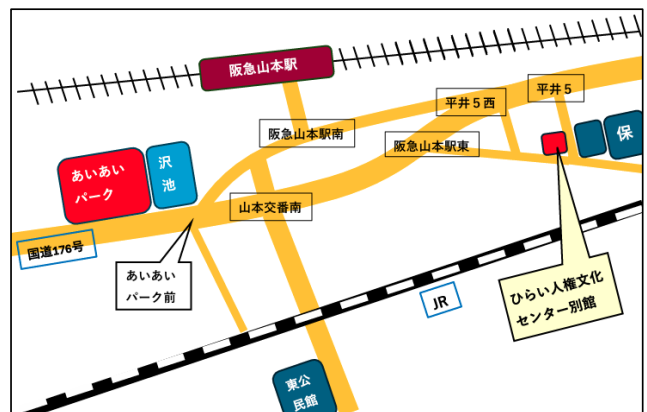 阪急山本駅
平井5
平井5西
保
阪急山本駅南
阪急山本駅東
沢
池
あいあい
パーク
山本交番南
国道176号
あいあい
パーク前
JR
ひらい人権文化
センター別館
東公
民館